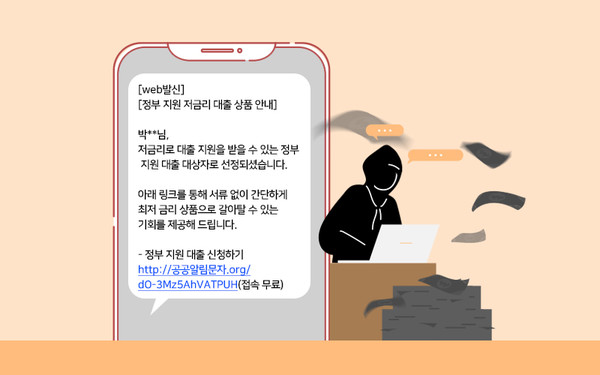 [web발신]
[정부 지원 저금리 대출 상품 안내]
박**님,
저금리로 대출 지원을 받을 수 있는 정부
지원 대출 대상자로 선정되셨습니다.
아래 링크를 통해 서류 없이 간단하게
최저 금리 상품으로 갈아탈 수 있는
기회를 제공해 드립니다.
- 정부 지원 대출 신청하기
http://공공알림문자.org/
dO-3Mz5AhVATPUH(접속 무료)